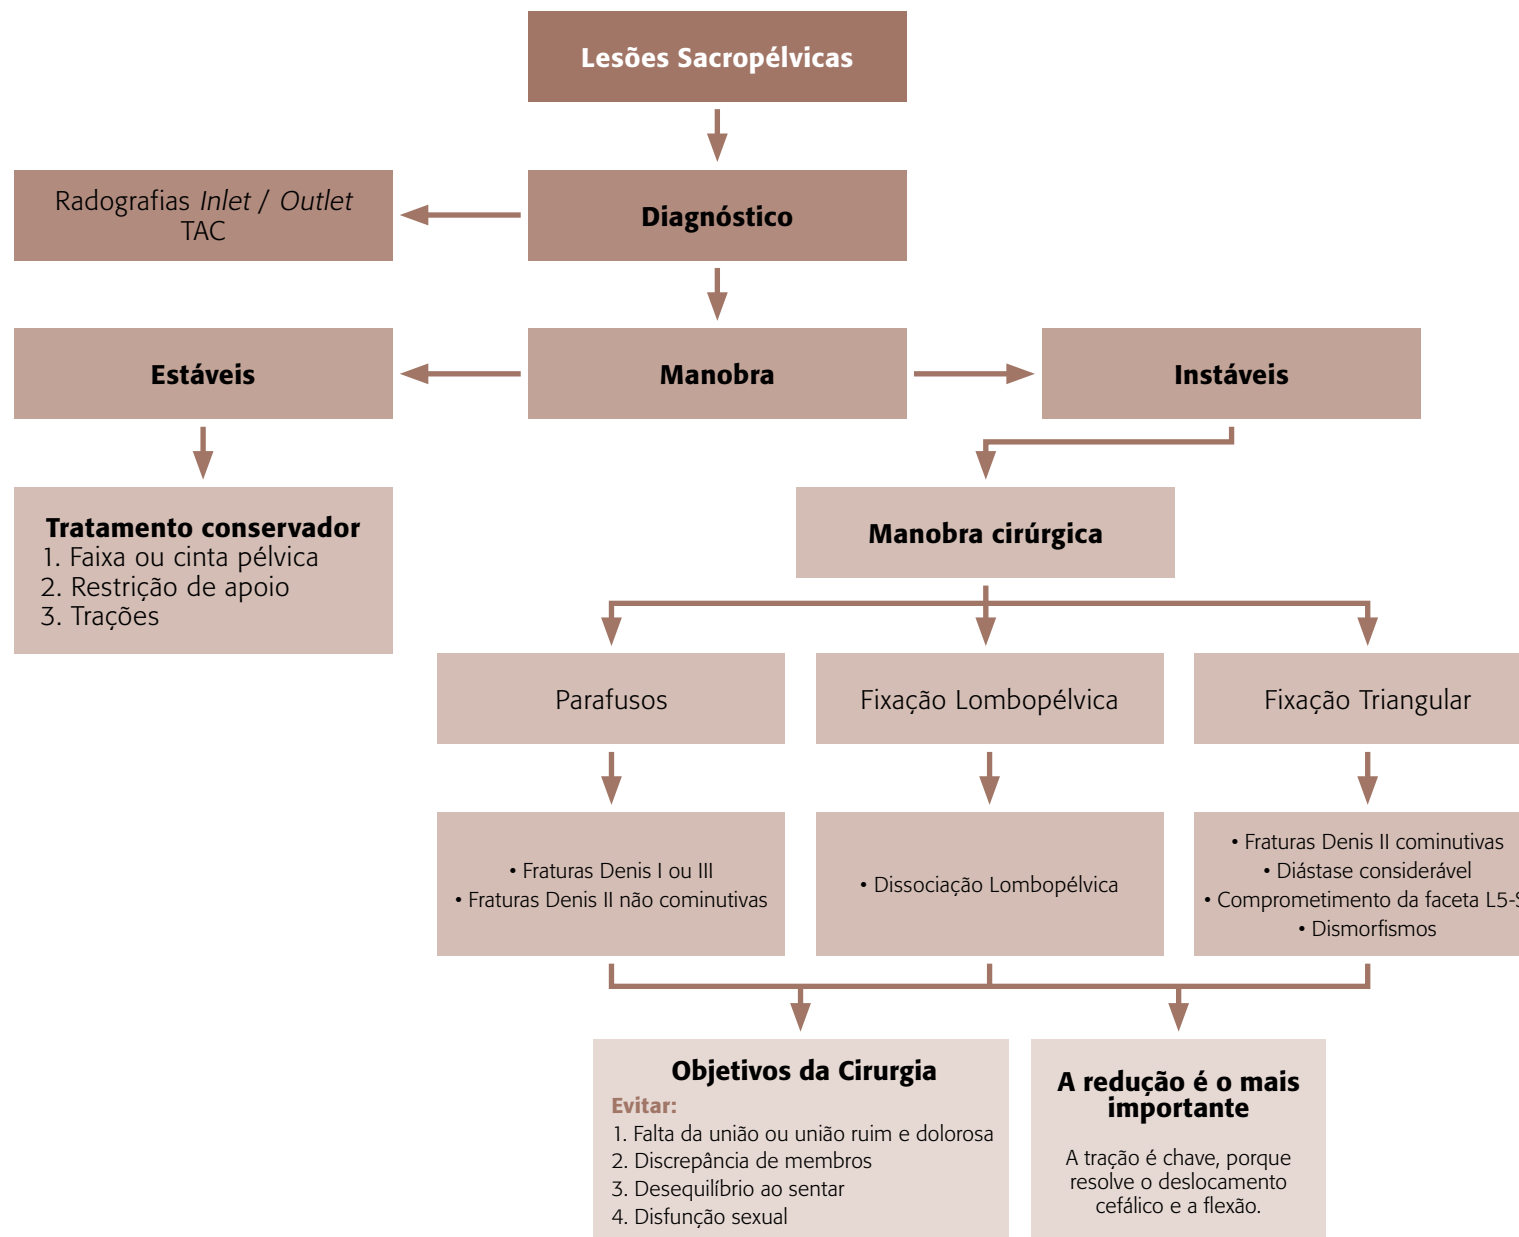 Lesões Sacropélvicas
Radografias Inlet / Outlet
TAC
Diagnóstico
Estáveis
Manobra
Instáveis
Tratamento conservador
1. Faixa ou cinta pélvica
2. Restrição de apoio
3. Trações
Manobra cirúrgica
Parafusos
Fixação Lombopélvica
Fixação Triangular
• Fraturas Denis I ou III
• Fraturas Denis II não cominutivas
• Dissociação Lombopélvica
• Fraturas Denis II cominutivas
• Diástase considerável
• Comprometimento da faceta
• Dismorfismos
Objetivos da Cirurgia
Evitar:
1. Falta da união ou união ruim e dolorosa
2. Discrepância de membros
3. Desequilíbrio ao sentar
4. Disfunção sexual
A redução é o mais
importante
A tração é chave, porque
resolve o deslocamento
cefálico e a flexão.